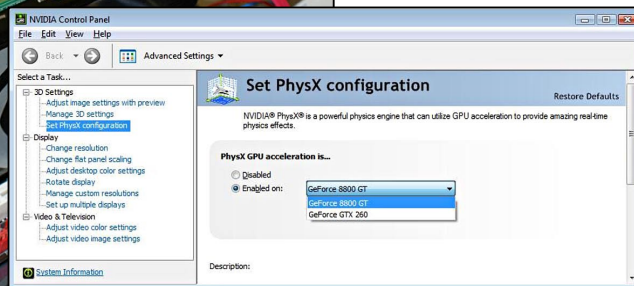 NVIDIA Control Panel
File Edit View Help
Back Advanced Settings
Select a Task...
3D Settings
Adjust image settings with preview
Manage 3D settings
Set PhysX configuration
Display
Change resolution
Change flat panel scaling
Adjust desktop color settings
Rotate display
Manage custom resolutions
Set up multiple displays
Video & Television
Adjust video color settings
Adjust video image settings
System Information
Set PhysX configuration
Restore Defaults
NVIDIA® PhysX® is a powerful physics engine that can utilize GPU acceleration to provide amazing real-time
physics effects.
PhysX GPU acceleration is...
Disabled
Enabled on: GeForce 8800 GT
GeForce 8800 GT
GeForce GTX 260
Description: